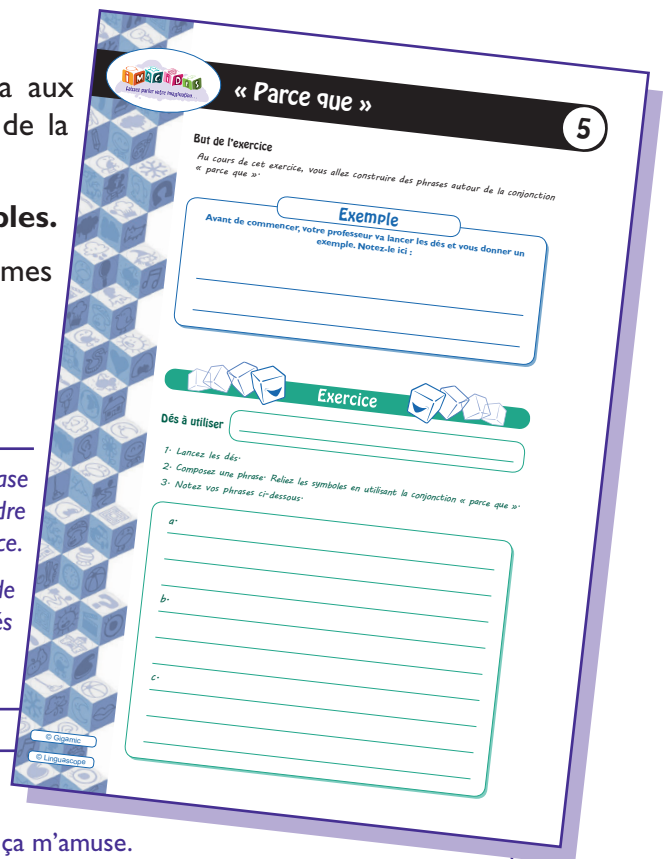 a aux
de la
bles.
mes
ase
dre
ce.
de
és
ça m'amuse.
IMAGIDÉS
Laissez parler votre imagination...
« Parce que »
5
But de l'exercice
Au cours de cet exercice, vous allez construire des phrases autour de la conjonction
« parce que ».
Exemple
Avant de commencer, votre professeur va lancer les dés et vous donner un
exemple. Notez-le ici :
Exercice
Dés à utiliser
1. Lancez les dés.
2. Composez une phrase. Reliez les symboles en utilisant la conjonction « parce que ».
3. Notez vos phrases ci-dessous.
a.
b.
c.
© Gigamic
© Linguascope